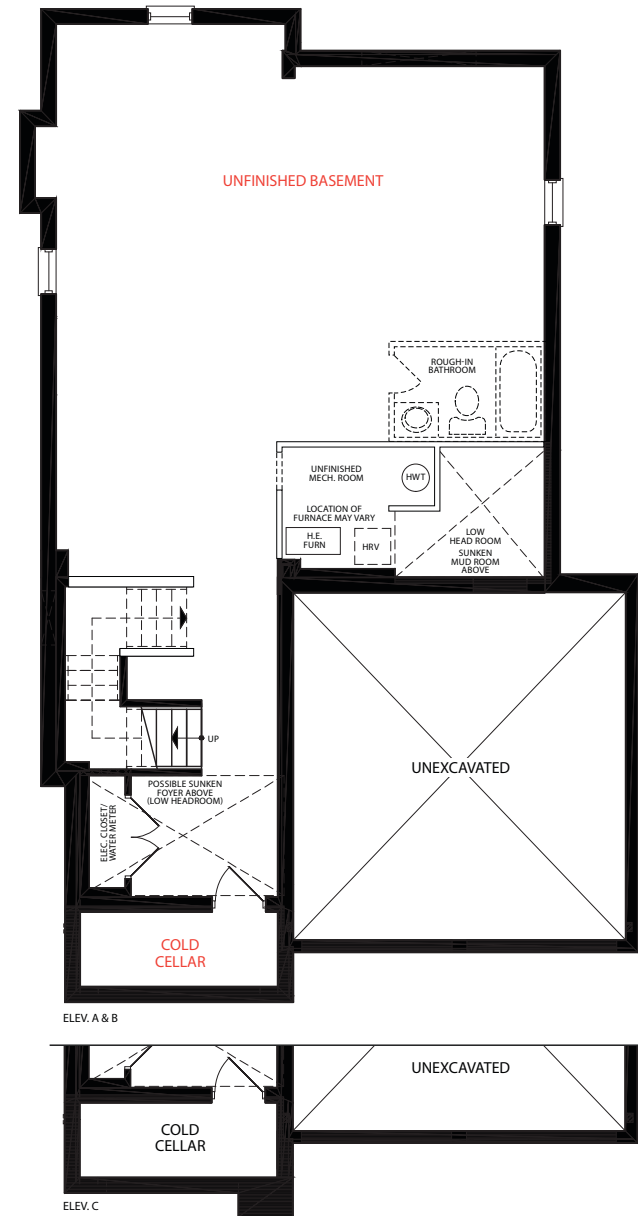 UNFINISHED BASEMENT
ROUGH-IN
BATHROOM
UNFINISHED
MECH. ROOM
HWT
LOCATION OF
FURNACE MAY VARY
H.E.
FURN
HRV
LOW
HEAD ROOM
SUNKEN
MUD ROOM
ABOVE
UP
UNEXCAVATED
POSSIBLE SUNKEN
FOYER ABOVE
(LOW HEADROOM)
ELEC. CLOSET/
WATER METER
COLD
CELLAR
ELEV. A & B
UNEXCAVATED
COLD
CELLAR
ELEV. C